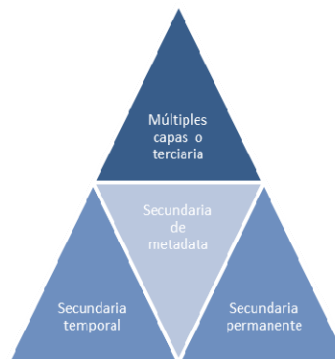 Múltiples
capas o
terciaria
Secundaria
de
metadata
Secundaria
temporal
Secundaria
permanente